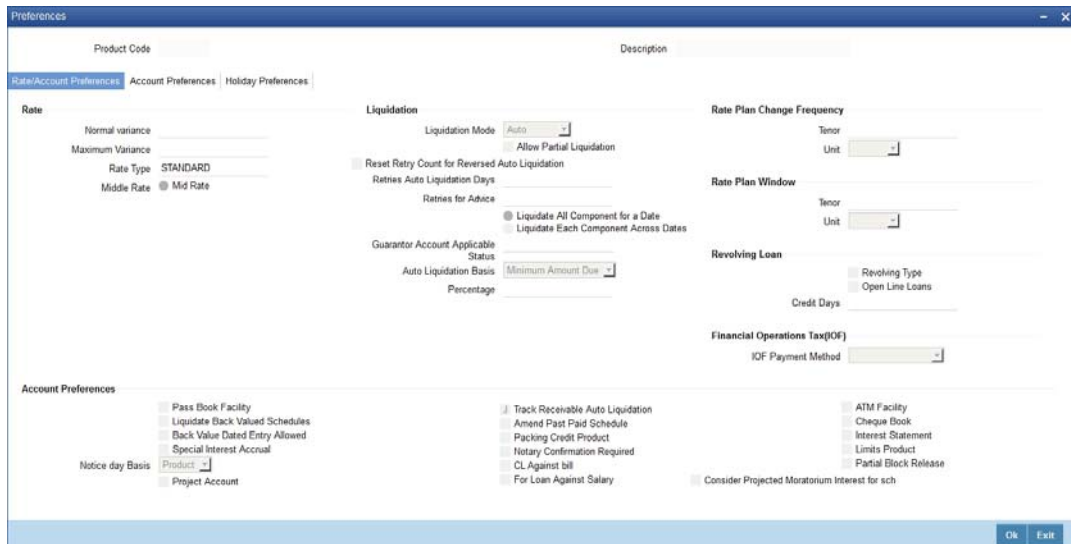 Preferences
Product Code
Description
Rate/Account Preferences
Account Preferences
Holiday Preferences
Rate
Normal variance
Maximum Variance
Rate Type STANDARD
Middle Rate Mid Rate
Liquidation
Liquidation Mode Auto
Allow Partial Liquidation
Reset Retry Count for Reversed Auto Liquidation
Retries Auto Liquidation Days
Retries for Advice
Liquidate All Component for a Date
Liquidate Each Component Across Dates
Guarantor Account Applicable
Status
Auto Liquidation Basis Minimum Amount Due
Percentage
Rate Plan Change Frequency
Tenor
Unit
Rate Plan Window
Tenor
Unit
Revolving Loan
Revolving Type
Open Line Loans
Credit Days
Financial Operations Tax(IOF)
IOF Payment Method
Account Preferences
Pass Book Facility
Liquidate Back Valued Schedules
Back Value Dated Entry Allowed
Special Interest Accrual
Notice day Basis Product
Project Account
Track Receivable Auto Liquidation
Amend Past Paid Schedule
Packing Credit Product
Notary Confirmation Required
CL Against bill
For Loan Against Salary
ATM Facility
Cheque Book
Interest Statement
Limits Product
Partial Block Release
Consider Projected Moratorium Interest for sch
Ok
Exit